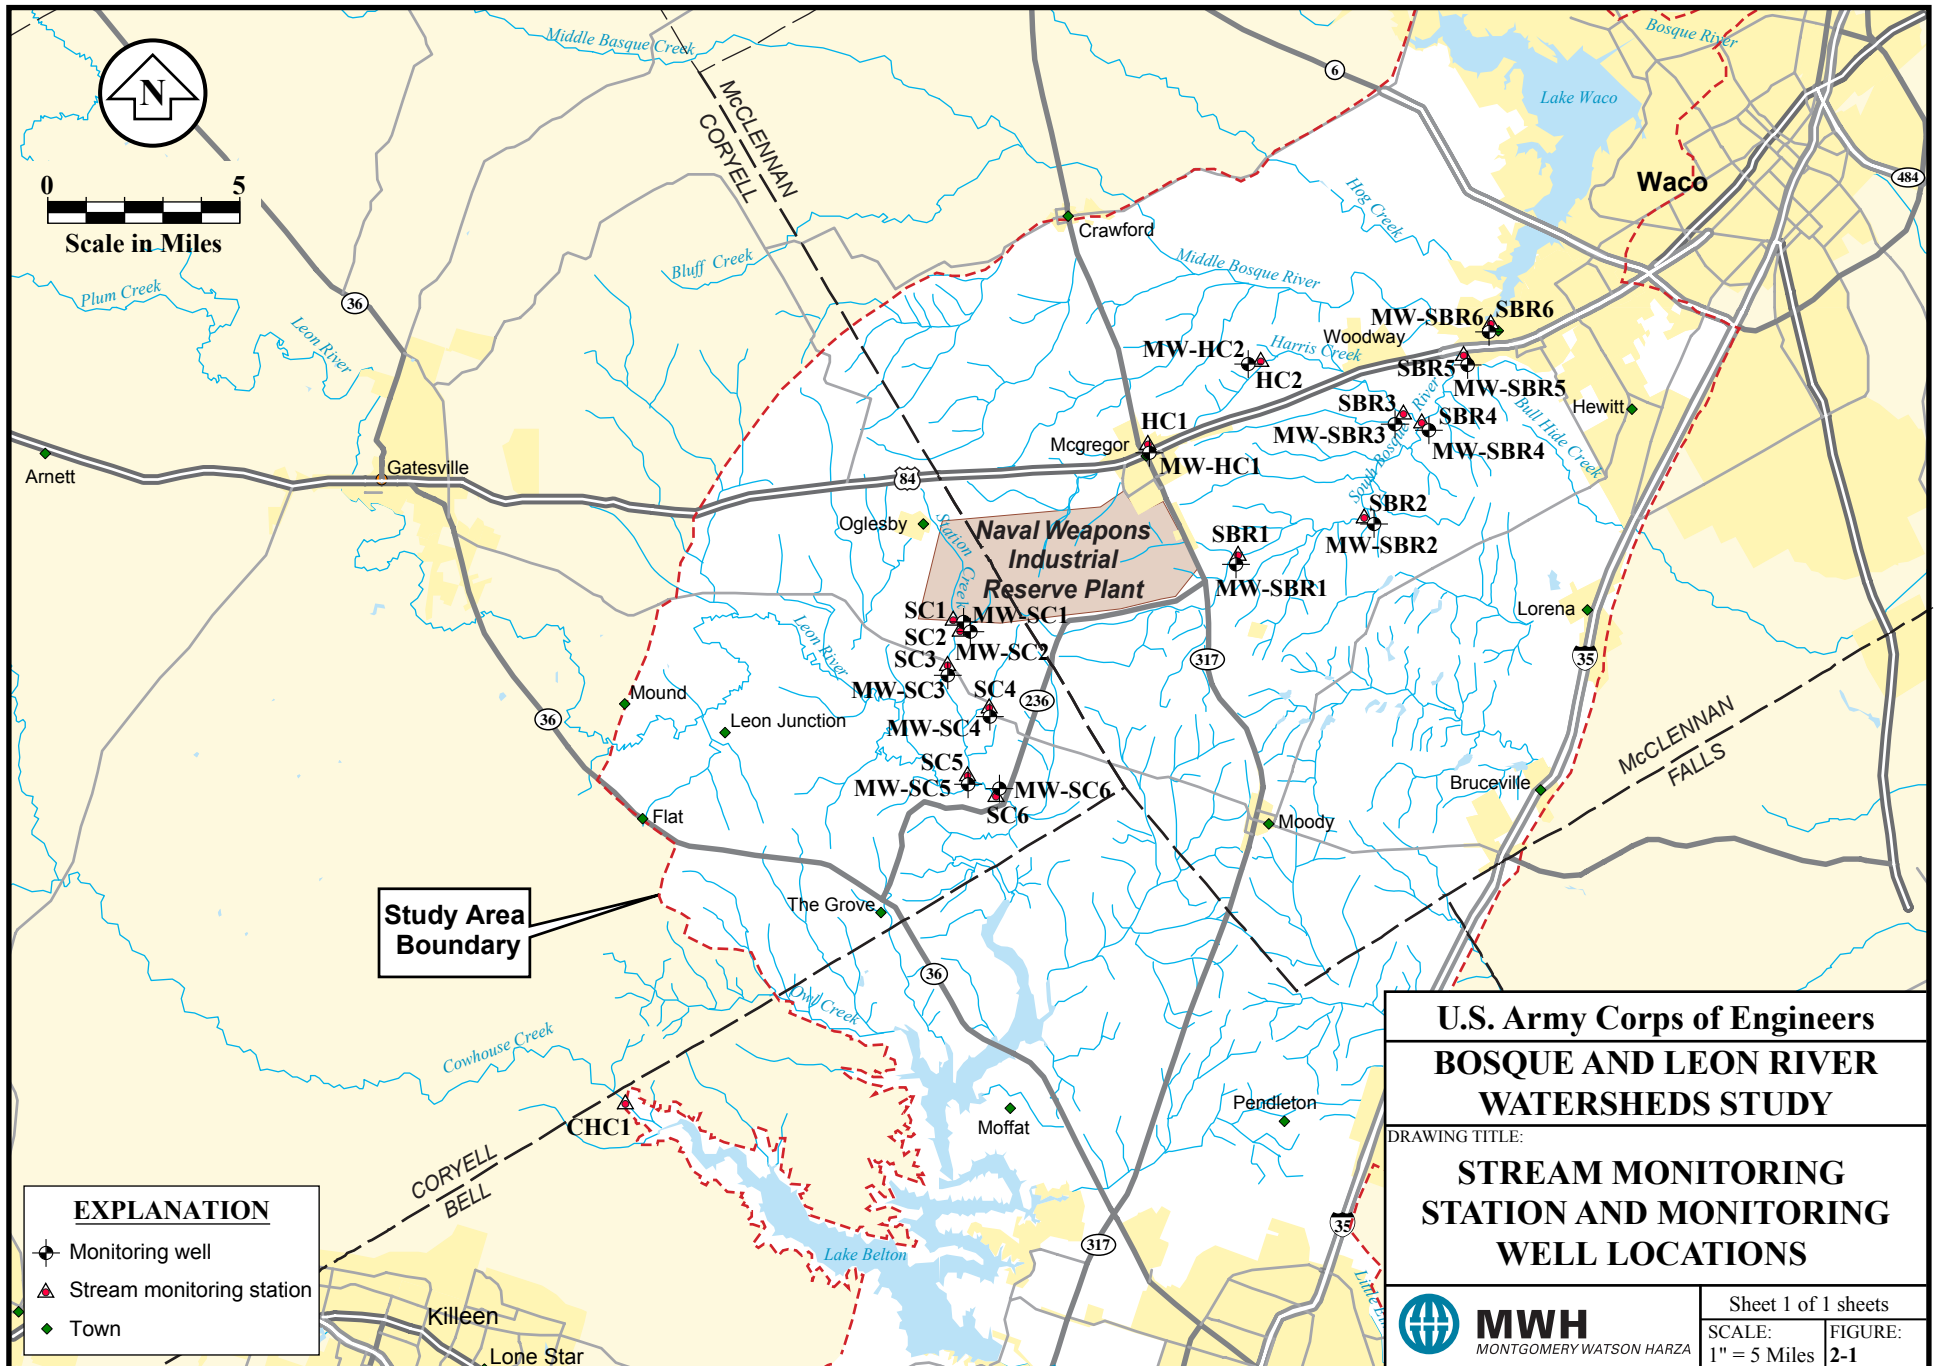 Middle Basque Creek
Bosque River
N
6
McCLENNAN
CORYELL
Lake Waco
0 5
Scale in Miles
Waco
484
Hog Creek
Crawford
Bluff Creek
Middle Bosque River
Plum Creek
36
Leon River
MW-SBR6
SBR6
Woodway
MW-HC2
Harris Creek
HC2
SBR5
MW-SBR5
SBR3
SBR4
Hewitt
Bull Hide Creek
HC1
Mcgregor
MW-SBR3
MW-SBR4
MW-HC1
South Bosque River
Arnett
Gatesville
84
Oglesby
Station Creek
Naval Weapons
Industrial
Reserve Plant
SBR2
MW-SBR2
SBR1
MW-SBR1
SC1
MW-SC1
SC2
MW-SC2
Lorena
Leon River
SC3
MW-SC3
317
35
SC4
236
MW-SC4
Mound
Leon Junction
36
McCLENNAN
FALLS
SC5
MW-SC5
MW-SC6
SC6
Bruceville
Flat
Moody
Study Area
Boundary
The Grove
36
Owl Creek
Cowhouse Creek
CHC1
Moffat
Pendleton
CORYELL
BELL
Lake Belton
317
35
Killeen
Lone Star
EXPLANATION
Monitoring well
Stream monitoring station
Town
U.S. Army Corps of Engineers
BOSQUE AND LEON RIVER
WATERSHEDS STUDY
DRAWING TITLE:
STREAM MONITORING
STATION AND MONITORING
WELL LOCATIONS
MWH
MONTGOMERY WATSON HARZA
Sheet 1 of 1 sheets
SCALE:
1" = 5 Miles
FIGURE:
2-1
Little